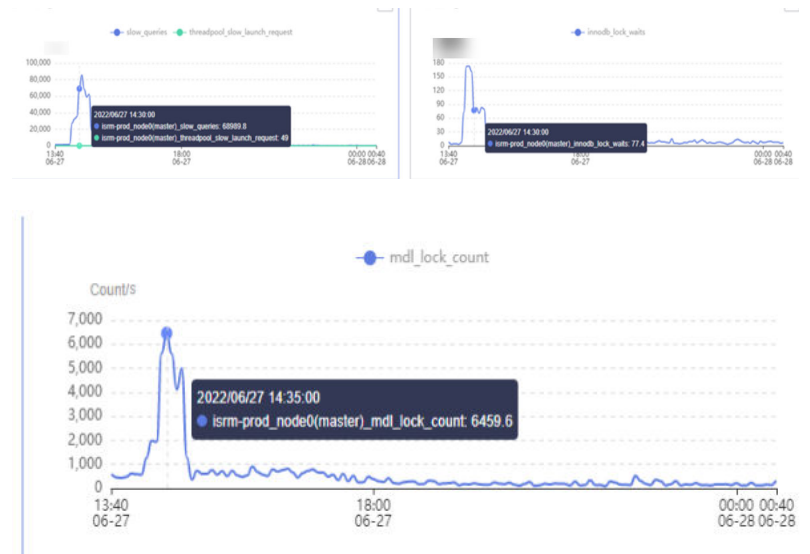 slow_queries threadpool_slow_launch_request
100,000
80,000
60,000
40,000
20,000
0
2022/06/27 14:30:00
isrm-prod_node0(master)_slow_queries: 68989.8
isrm-prod_node0(master)_threadpool_slow_launch_request: 49
13:40 18:00 00:00 00:40
06-27 06-27 06-28 06-28
innodb_lock_waits
180
150
120
90
60
30
0
2022/06/27 14:30:00
isrm-prod_node0(master)_innodb_lock_waits: 77.4
13:40 18:00 00:00 00:40
06-27 06-27 06-28 06-28
mdl_lock_count
Count/s
7,000
6,000
5,000
4,000
3,000
2,000
1,000
0
2022/06/27 14:35:00
isrm-prod_node0(master)_mdl_lock_count: 6459.6
13:40 18:00 00:00 00:40
06-27 06-27 06-28 06-28